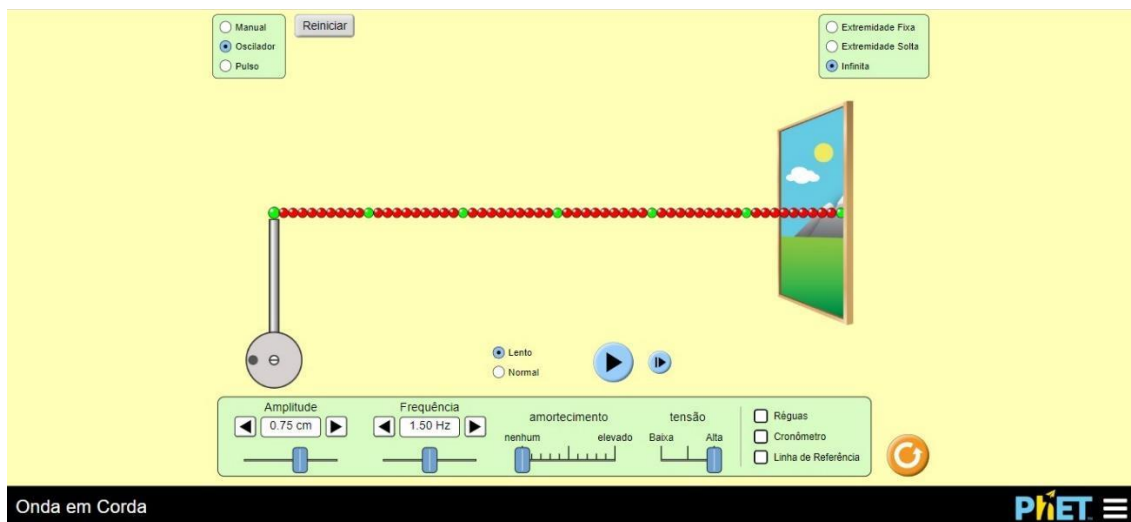 Manual
Oscilador
Pulso
Reiniciar
Extremidade Fixa
Extremidade Solta
Infinita
Lento
Normal
Amplitude
0.75 cm
Frequência
1.50 Hz
amortecimento
nenhum elevado
tensão
Baixa Alta
Réguas
Cronômetro
Linha de Referência
Onda em Corda
PhET